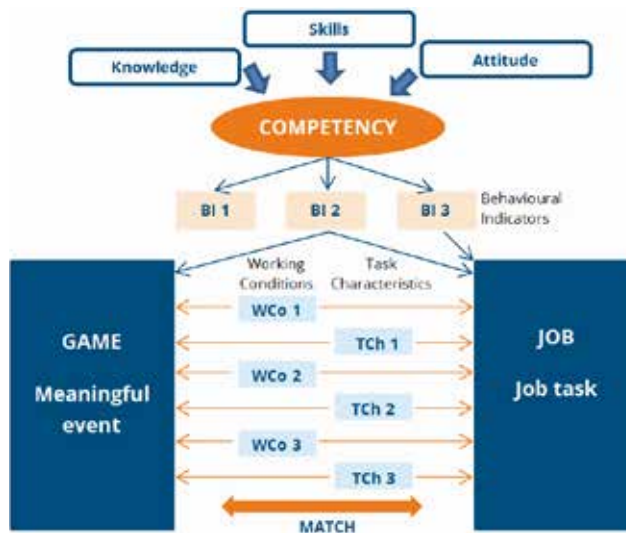 Skills
Knowledge
Attitude
COMPETENCY
BI 1
BI 2
BI 3
Behavioural
Indicators
Working
Conditions
Task
Characteristics
WCo 1
GAME
JOB
TCh 1
WCo 2
Meaningful
event
Job task
TCh 2
WCo 3
TCh 3
MATCH